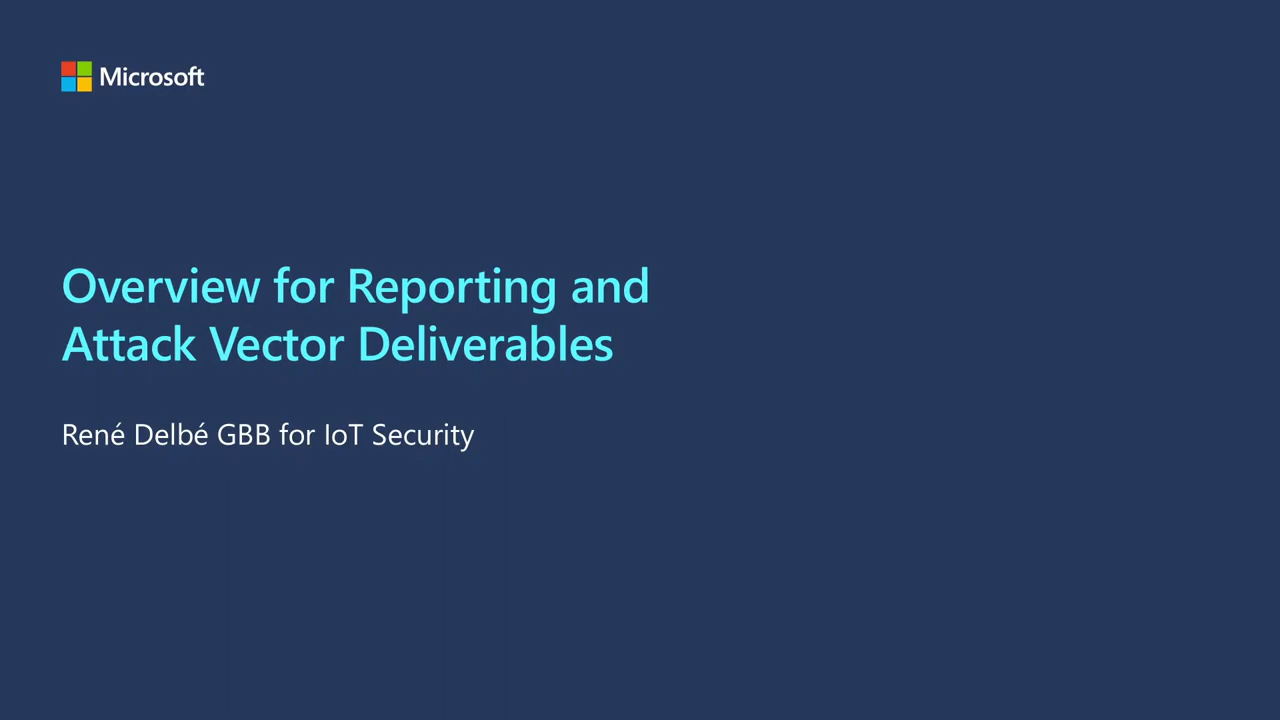 Microsoft
Overview for Reporting and
Attack Vector Deliverables
René Delbé GBB for IoT Security